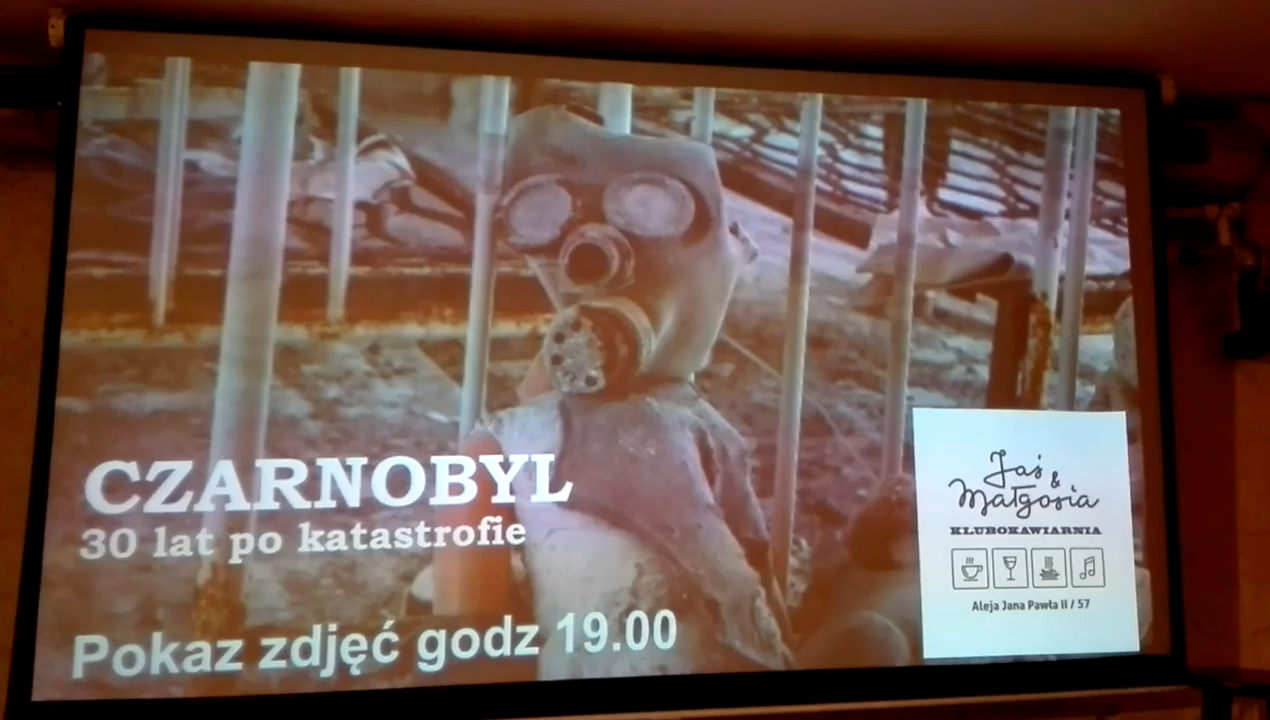 CZARNOBYL
30 lat po katastrofie
Pokaz zdjęć godz 19.00
Jaś
&
Małgosia
KLUBOKAWIARNIA
Aleja Jana Pawła II / 57